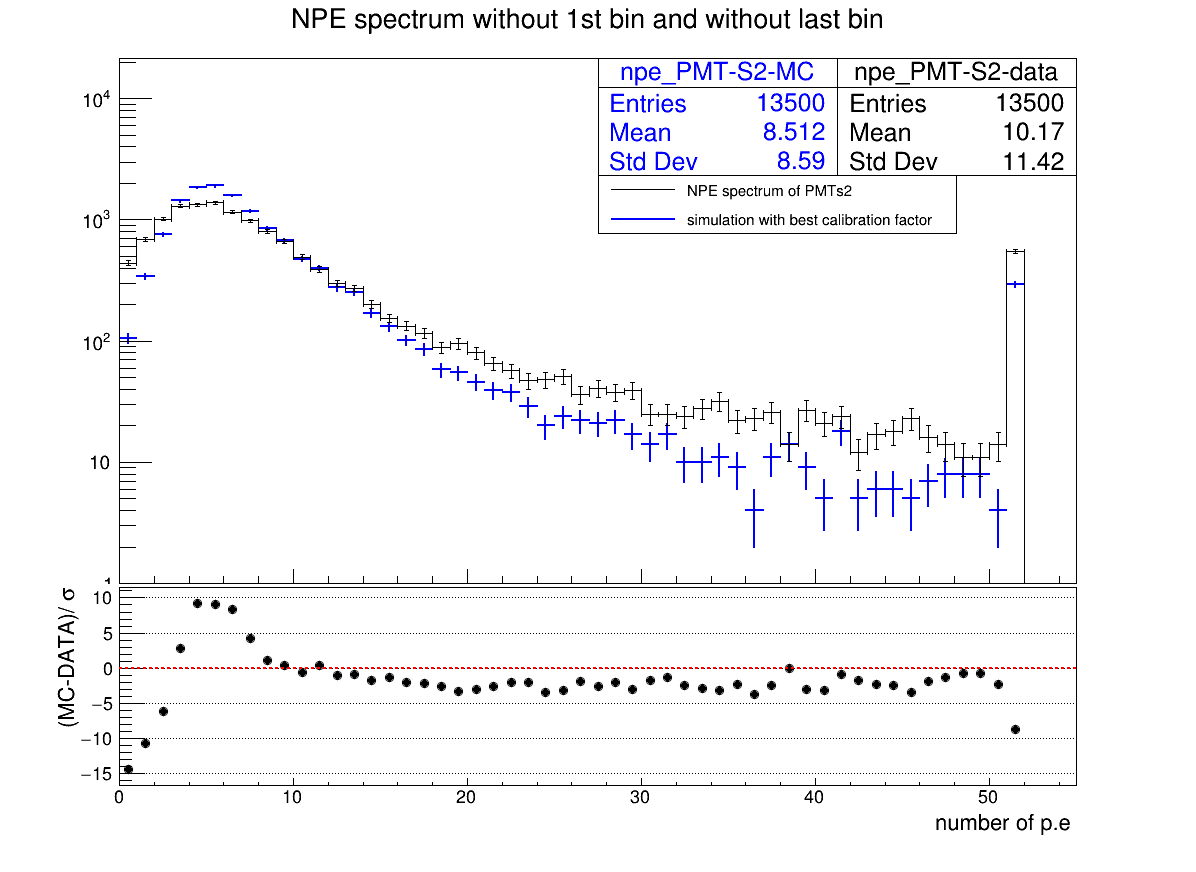 NPE spectrum without 1st bin and without last bin
npe_PMT-S2-MC
Entries 13500
Mean 8.512
Std Dev 8.59
npe_PMT-S2-data
Entries 13500
Mean 10.17
Std Dev 11.42
NPE spectrum of PMTs2
simulation with best calibration factor
10⁴
10³
10²
10
1
(MC-DATA)/ σ
10
5
0
−5
−10
−15
0 10 20 30 40 50
number of p.e